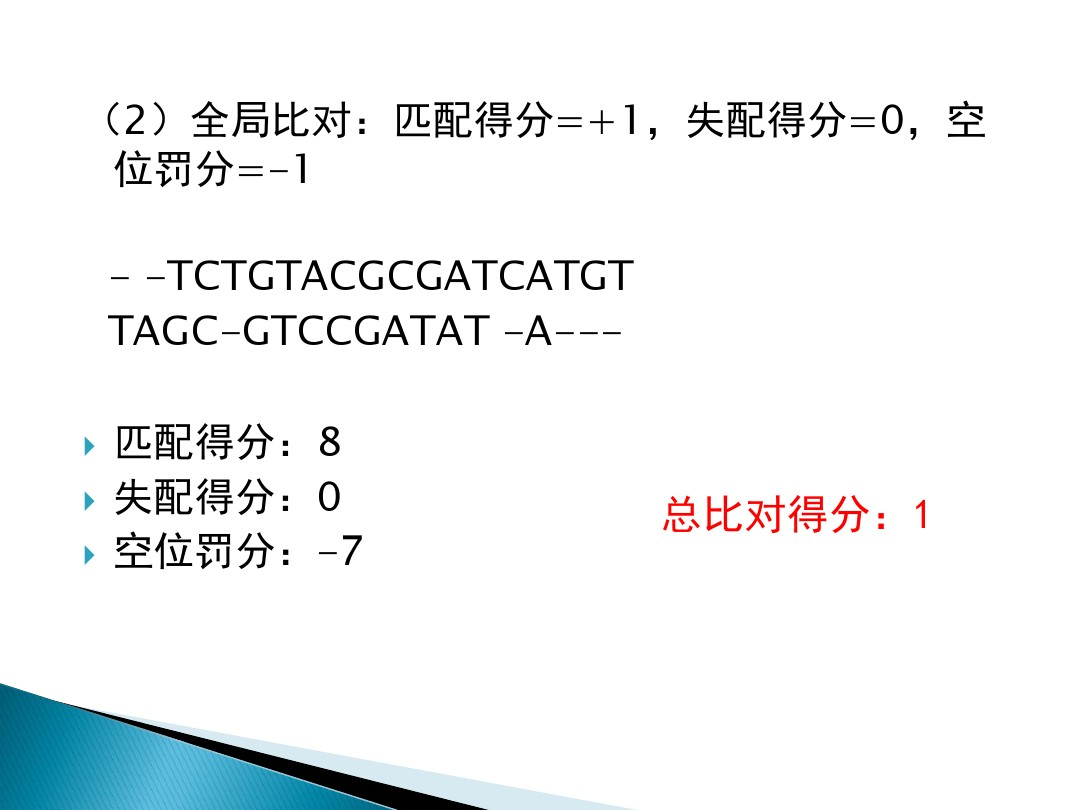 （2）全局比对：匹配得分=+1，失配得分=0，空
位罚分=-1
- -TCTGTACGCGATCATGT
TAGC-GTCCGATAT -A---
匹配得分：8
失配得分：0
空位罚分：-7
总比对得分：1